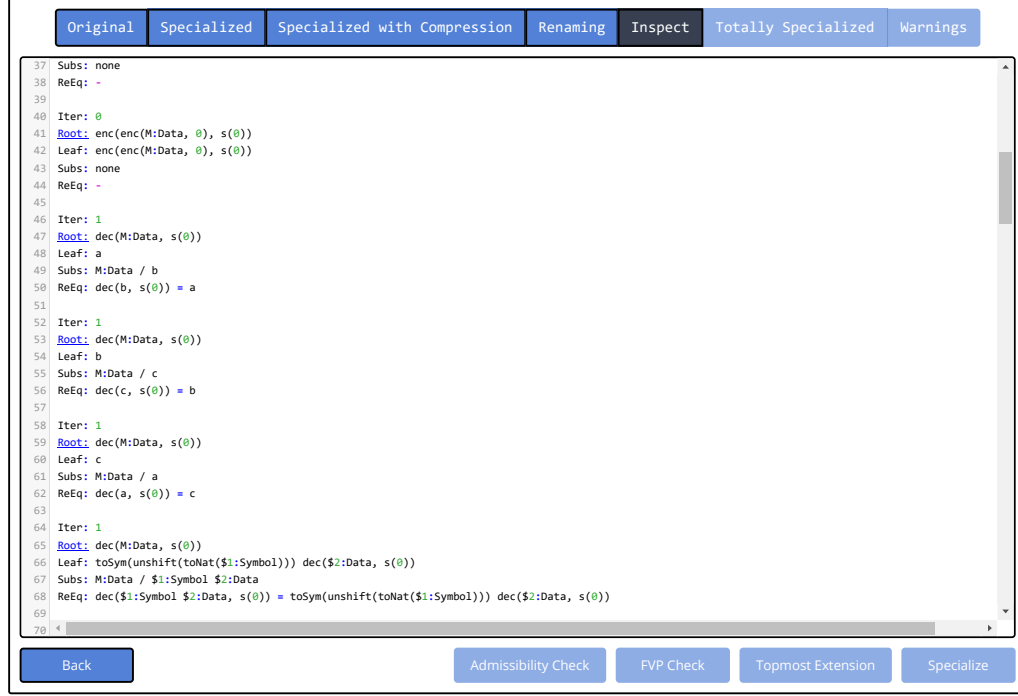 Original Specialized Specialized with Compression Renaming Inspect Totally Specialized Warnings
37 Subs: none
38 ReEq: -
39
40 Iter: 0
41 Root: enc(enc(M:Data, 0), s(0))
42 Leaf: enc(enc(M:Data, 0), s(0))
43 Subs: none
44 ReEq: -
45
46 Iter: 1
47 Root: dec(M:Data, s(0))
48 Leaf: a
49 Subs: M:Data / b
50 ReEq: dec(b, s(0)) = a
51
52 Iter: 1
53 Root: dec(M:Data, s(0))
54 Leaf: b
55 Subs: M:Data / c
56 ReEq: dec(c, s(0)) = b
57
58 Iter: 1
59 Root: dec(M:Data, s(0))
60 Leaf: c
61 Subs: M:Data / a
62 ReEq: dec(a, s(0)) = c
63
64 Iter: 1
65 Root: dec(M:Data, s(0))
66 Leaf: toSym(unshift(toNat($1:Symbol))) dec($2:Data, s(0))
67 Subs: M:Data / $1:Symbol $2:Data
68 ReEq: dec($1:Symbol $2:Data, s(0)) = toSym(unshift(toNat($1:Symbol))) dec($2:Data, s(0))
69
70
Back Admissibility Check FVP Check Topmost Extension Specialize